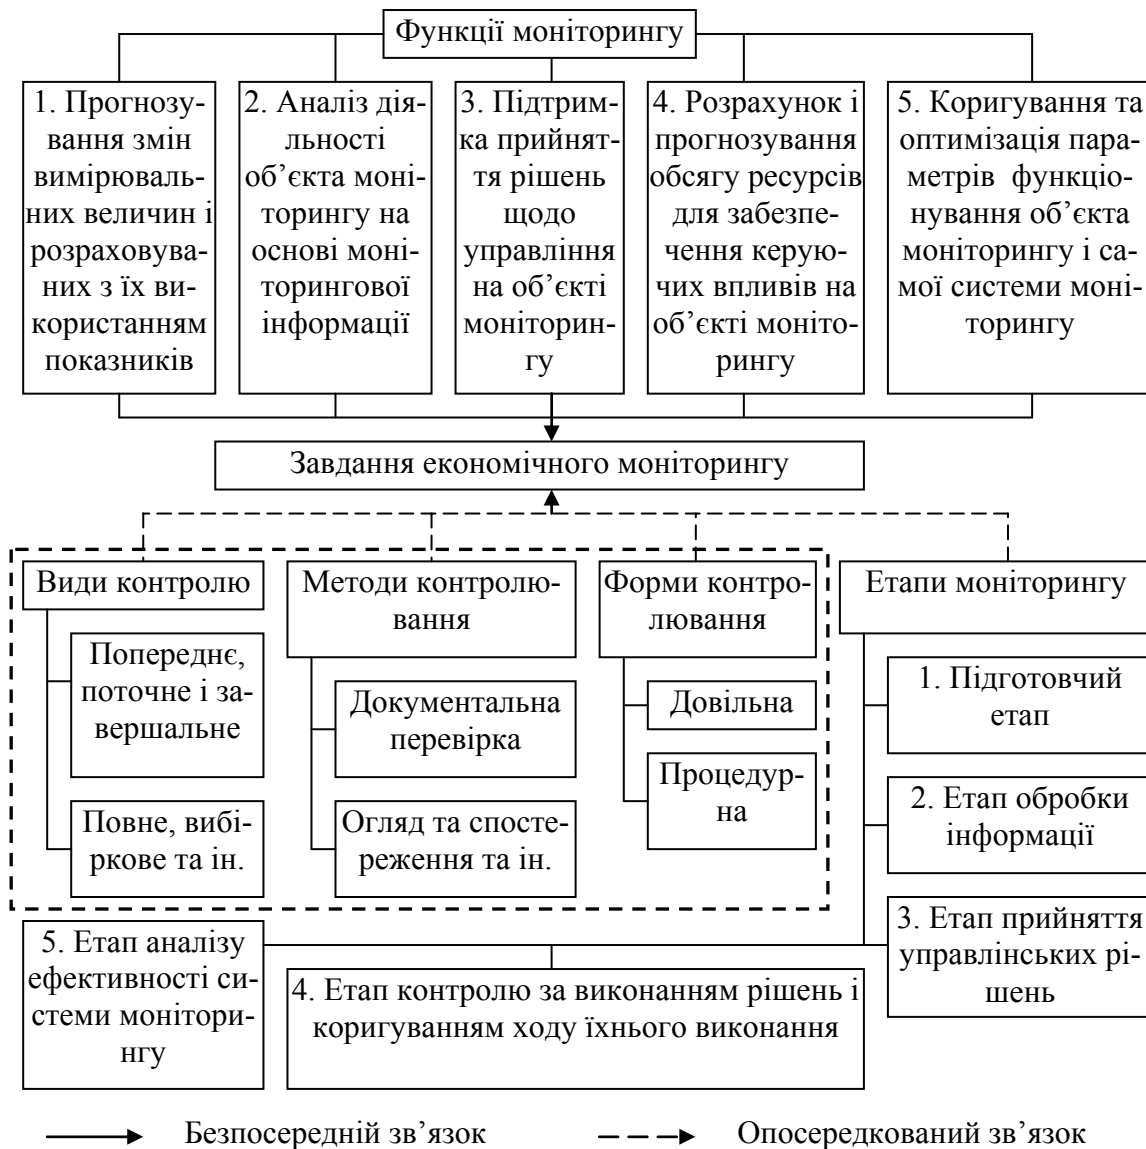 Функції моніторингу
1. Прогнозу-
вання змін
вимірюваль-
них величин і
розраховува-
них з їх ви-
користанням
показників
2. Аналіз дія-
льності
об’єкта моні-
торингу на
основі моні-
торингової
інформації
3. Підтрим-
ка прийнят-
тя рішень
щодо
управління
на об’єкті
моніторин-
гу
4. Розрахунок і
прогнозування
обсягу ресурсів
для забезпе-
чення керую-
чих впливів на
об’єкті моніто-
рингу
5. Коригування та
оптимізація пара-
метрів функціо-
нування об’єкта
моніторингу і са-
мої системи моні-
торингу
Завдання економічного моніторингу
Види контролю
Попереднє,
поточне і за-
вершальне
Повне, вибі-
ркове та ін.
Методи контролю-
вання
Документальна
перевірка
Огляд та спосте-
реження та ін.
Форми контро-
лювання
Довільна
Процедур-
на
Етапи моніторингу
1. Підготовчий
етап
2. Етап обробки
інформації
3. Етап прийняття
управлінських рі-
шень
4. Етап контролю за виконанням рішень і
коригуванням ходу їхнього виконання
5. Етап аналізу
ефективності си-
стеми монітори-
нгу
Безпосередній зв’язок
Опосередкований зв’язок